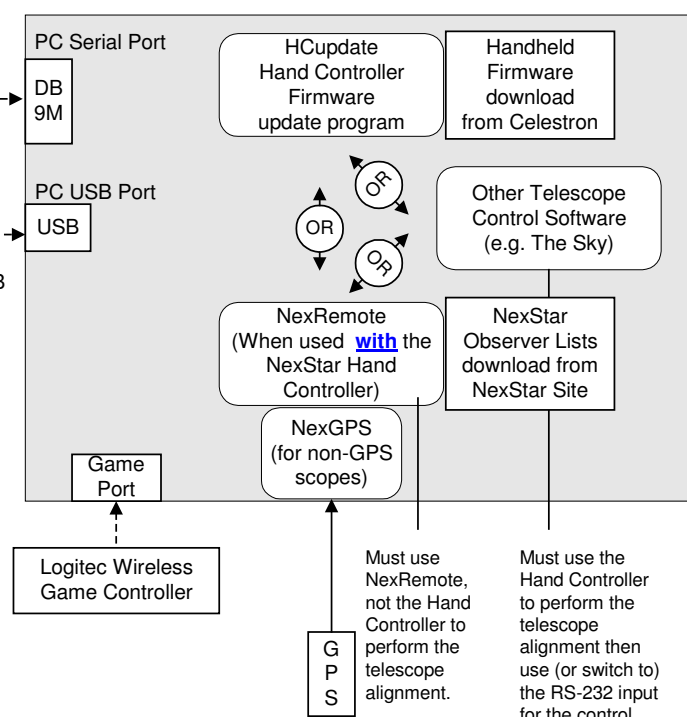 PC Serial Port
DB
9M
HCupdate
Hand Controller
Firmware
update program
Handheld
Firmware
download
from Celestron
OR
OR
OR
PC USB Port
USB
B
Other Telescope
Control Software
(e.g. The Sky)
NexRemote
(When used with the
NexStar Hand
Controller)
NexStar
Observer Lists
download from
NexStar Site
NexGPS
(for non-GPS
scopes)
Game
Port
Logitec Wireless
Game Controller
G
P
S
Must use
NexRemote,
not the Hand
Controller to
perform the
telescope
alignment.
Must use the
Hand Controller
to perform the
telescope
alignment then
use (or switch to)
the RS-232 input
for the control